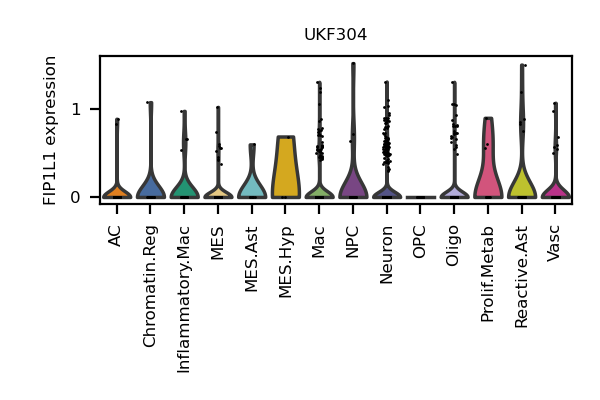 UKF304
FIP1L1 expression
1
0
AC
Chromatin.Reg
Inflammatory.Mac
MES
MES.Ast
MES.Hyp
Mac
NPC
Neuron
OPC
Oligo
Prolif.Metab
Reactive.Ast
Vasc